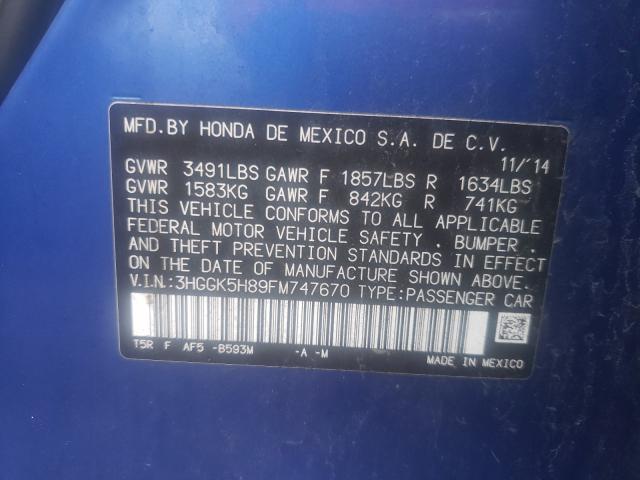 MFD.BY HONDA DE MEXICO S.A. DE C.V.
11/'14
GVWR 3491LBS GAWR F 1857LBS R 1634LBS
GVWR 1583KG GAWR F 842KG R 741KG
THIS VEHICLE CONFORMS TO ALL APPLICABLE
FEDERAL MOTOR VEHICLE SAFETY , BUMPER ,
AND THEFT PREVENTION STANDARDS IN EFFECT
ON THE DATE OF MANUFACTURE SHOWN ABOVE.
V.I.N.:3HGGK5H89FM747670 TYPE:PASSENGER CAR
T5R F AF5 -B593M -A -M MADE IN MEXICO